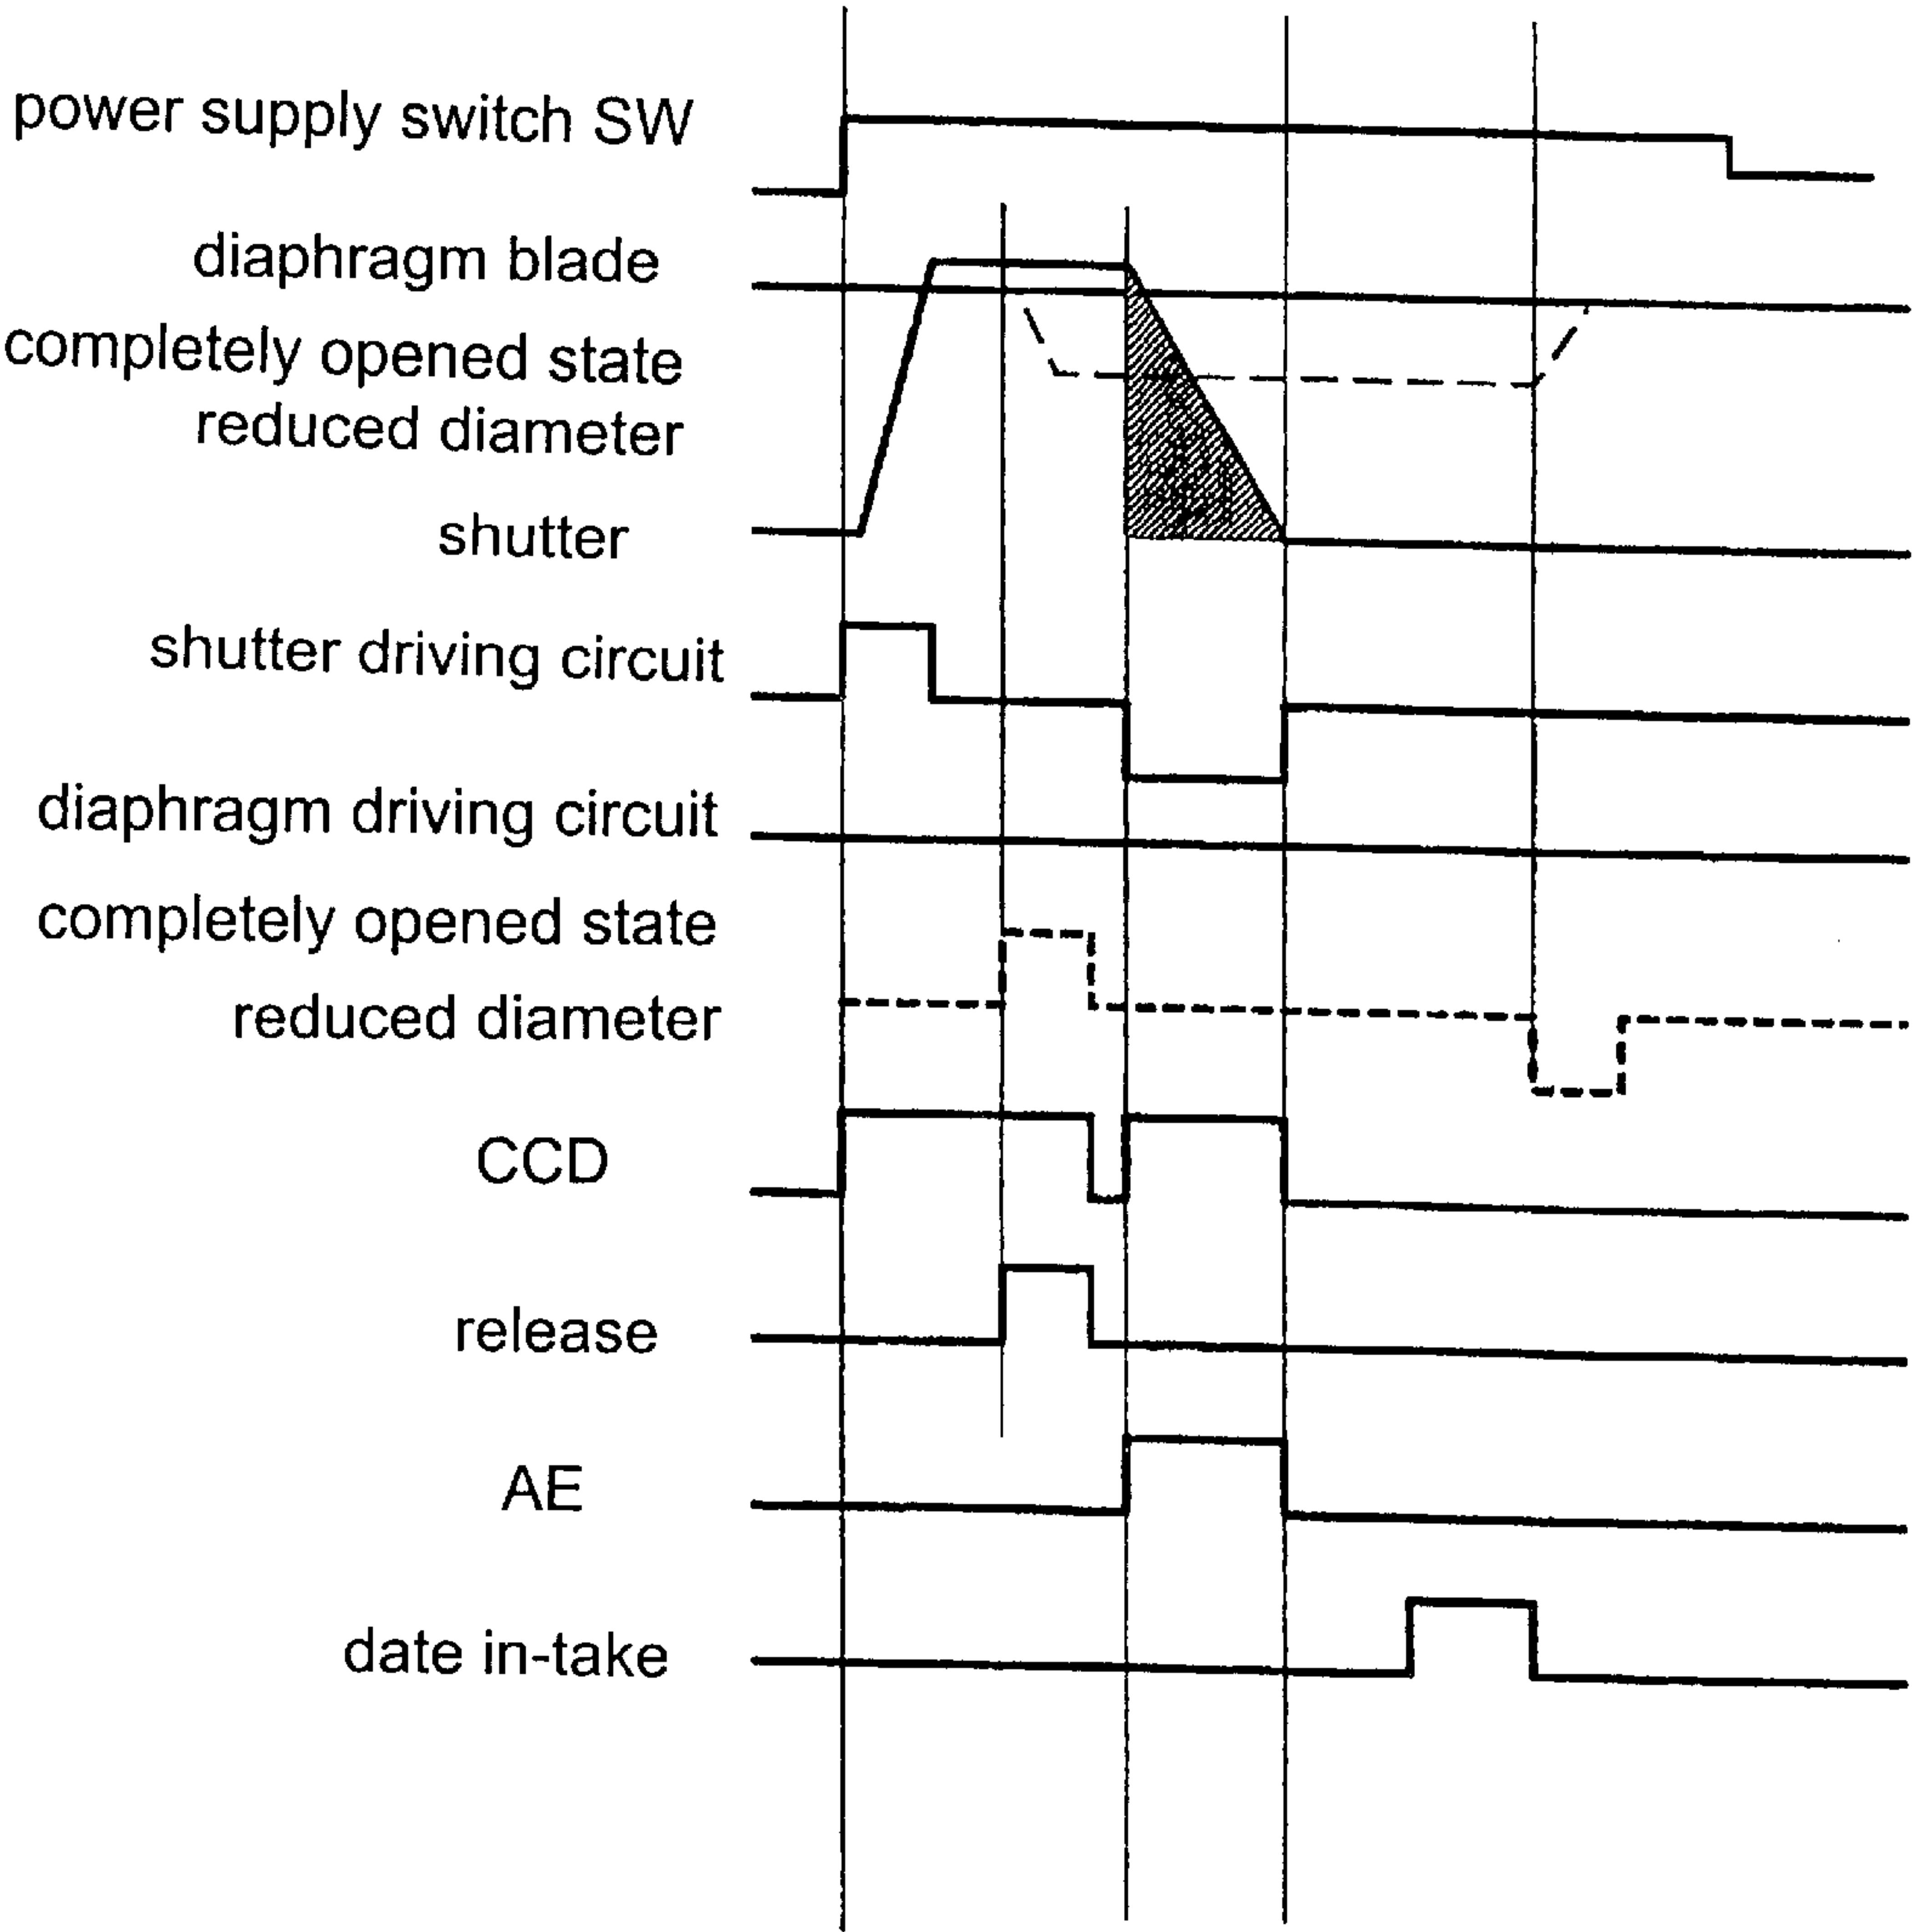 power supply switch SW
diaphragm blade
completely opened state
reduced diameter
shutter
shutter driving circuit
diaphragm driving circuit
completely opened state
reduced diameter
CCD
release
AE
date in-take